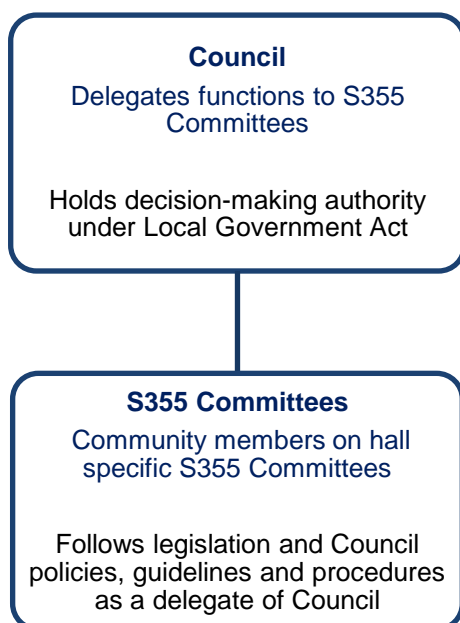 Council
Delegates functions to S355
Committees
Holds decision-making authority
under Local Government Act
S355 Committees
Community members on hall
specific S355 Committees
Follows legislation and Council
policies, guidelines and procedures
as a delegate of Council